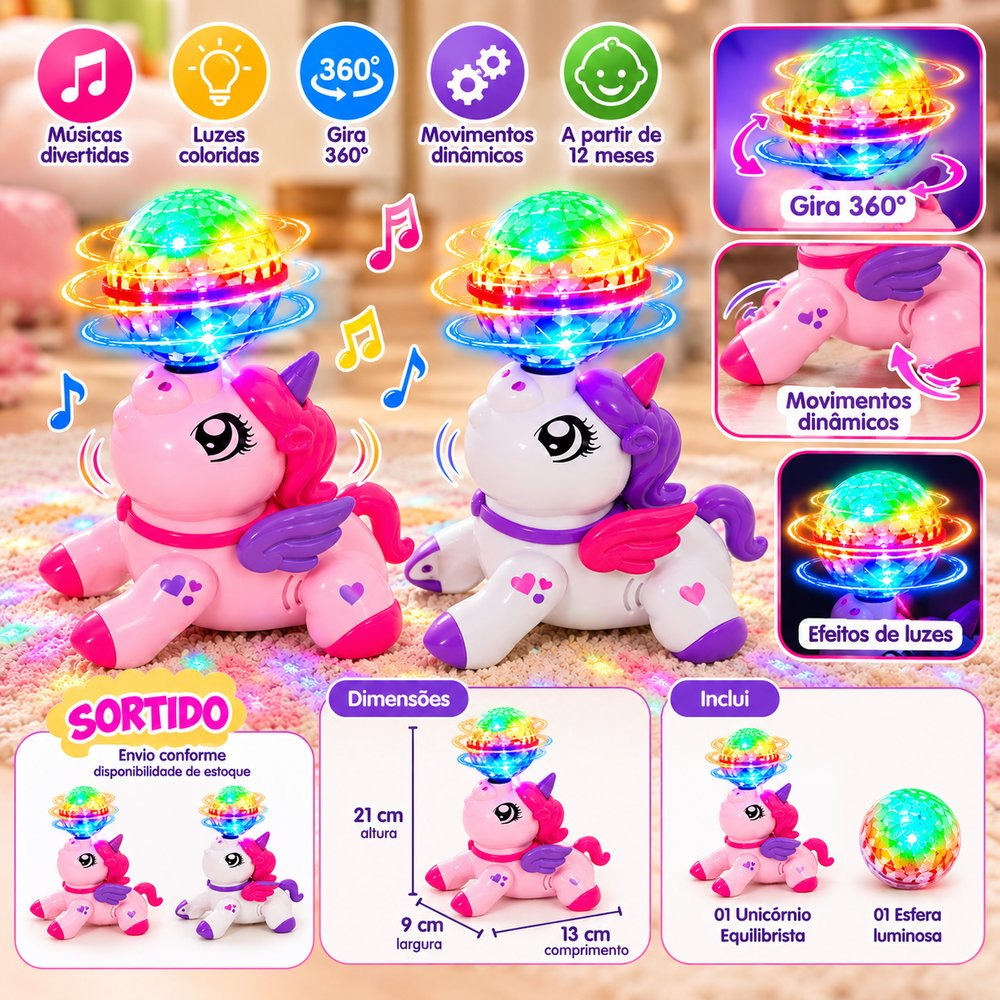 Músicas
divertidas
Luzes
coloridas
360°
Gira
360°
Movimentos
dinâmicos
A partir de
12 meses
Gira 360°
Movimentos
dinâmicos
Efeitos de luzes
SORTIDO
Envio conforme
disponibilidade de estoque
Dimensões
21 cm
altura
9 cm
largura
13 cm
comprimento
Inclui
01 Unicórnio
Equilibrista
01 Esfera
luminosa